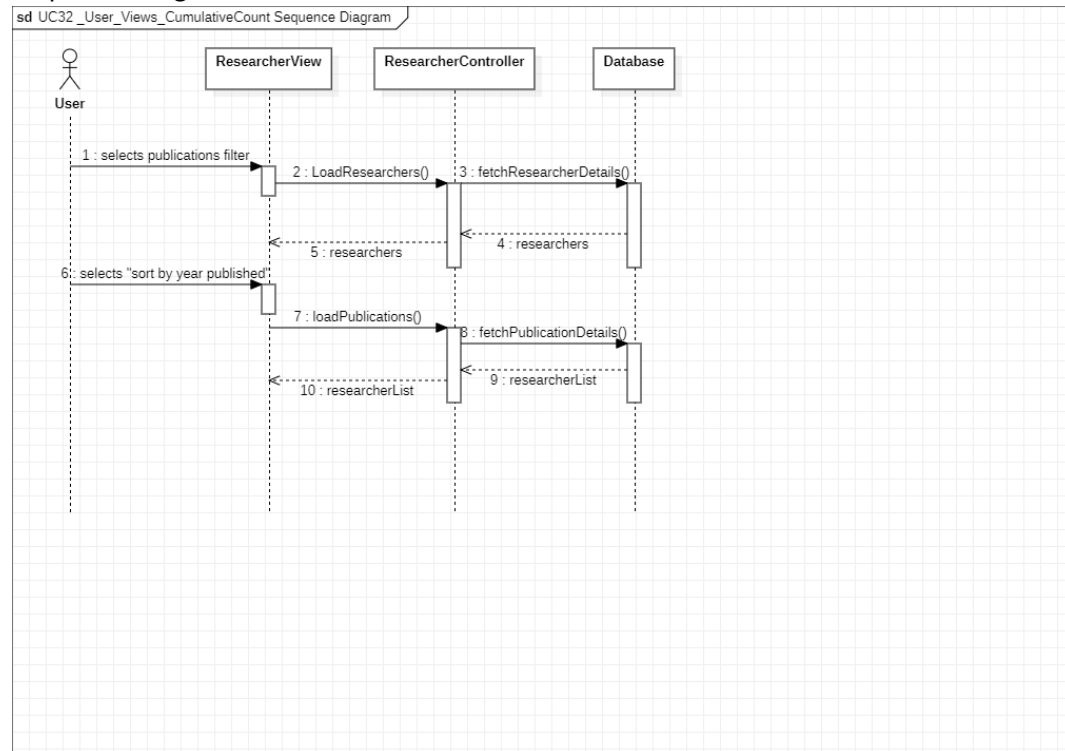 sd UC32 _User_Views_CumulativeCount Sequence Diagram
User
ResearcherView
ResearcherController
Database
1 : selects publications filter
2 : LoadResearchers()
3 : fetchResearcherDetails()
4 : researchers
5 : researchers
6 : selects "sort by year published"
7 : loadPublications()
8 : fetchPublicationDetails()
9 : researcherList
10 : researcherList